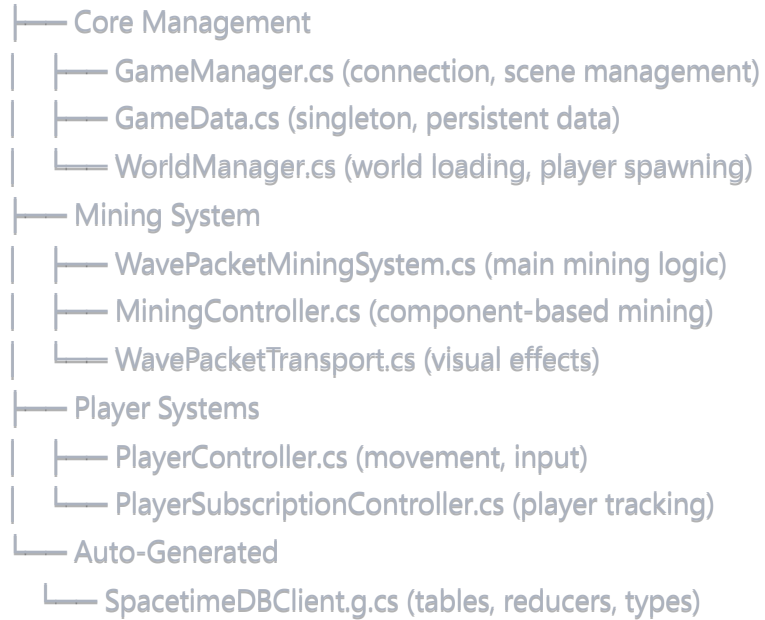 ├── Core Management
│   ├── GameManager.cs (connection, scene management)
│   ├── GameData.cs (singleton, persistent data)
│   └── WorldManager.cs (world loading, player spawning)
├── Mining System
│   ├── WavePacketMiningSystem.cs (main mining logic)
│   ├── MiningController.cs (component-based mining)
│   └── WavePacketTransport.cs (visual effects)
├── Player Systems
│   ├── PlayerController.cs (movement, input)
│   └── PlayerSubscriptionController.cs (player tracking)
└── Auto-Generated
    └── SpacetimeDBClient.g.cs (tables, reducers, types)